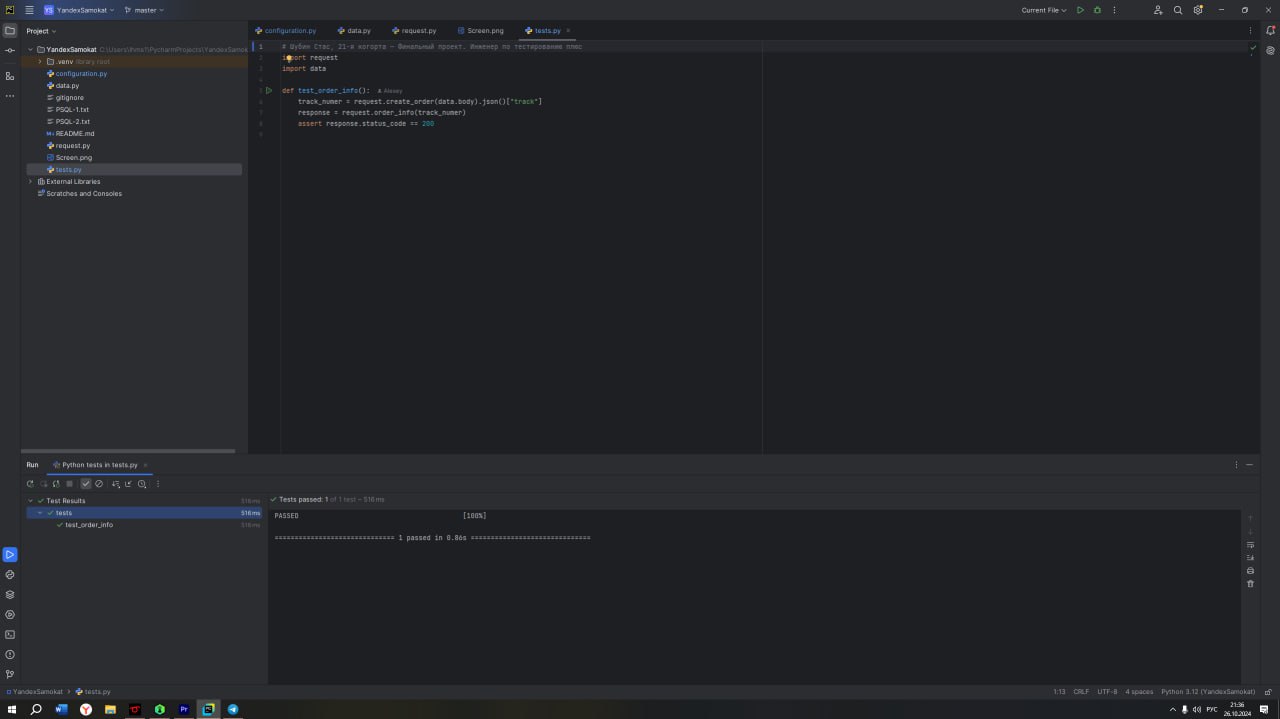 YS YandexSamokat master Current File
Project
configuration.py data.py request.py Screen.png tests.py
YandexSamokat C:\Users\
.venv library root
configuration.py
data.py
gitignore
PSQL-1.txt
PSQL-2.txt
README.md
request.py
Screen.png
tests.py
External Libraries
Scratches and Consoles
1 # Шубин Стас, 21-я когорта — Финальный проект. Инженер по тестированию плюс
2 import request
3 import data
4
5 def test_order_info(): Alexey
6 track_numer = request.create_order(data.body).json()["track"]
7 response = request.order_info(track_numer)
8 assert response.status_code == 200
9
Run Python tests in tests.py
Test Results 516 ms
tests 516 ms
test_order_info 516 ms
Tests passed: 1 of 1 test – 516 ms
PASSED [100%]
============================== 1 passed in 0.86s ==============================
YandexSamokat > tests.py
1:13 CRLF UTF-8 4 spaces Python 3.12 (YandexSamokat)
РУС 21:36
26.10.2024